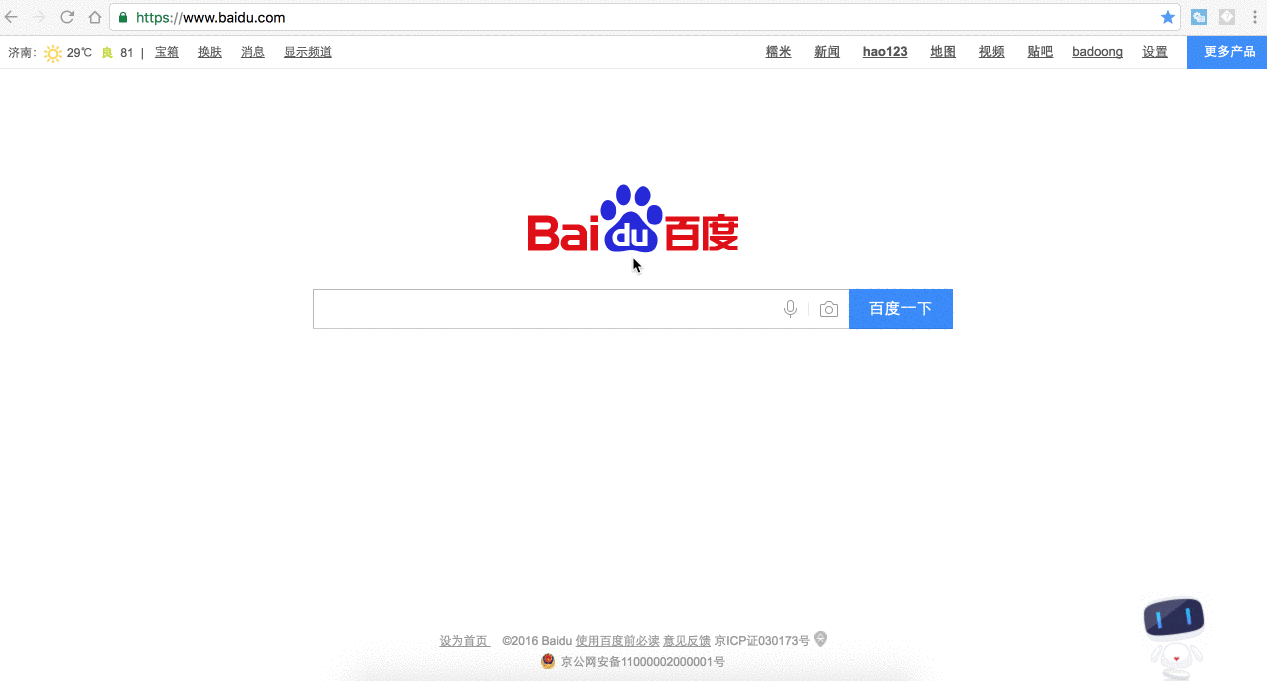 https://www.baidu.com
济南: 29℃ 良 81 | 宝箱 换肤 消息 显示频道 糯米 新闻 hao123 地图 视频 贴吧 badoong 设置 更多产品
Bai du 百度
百度一下
设为首页 ©2016 Baidu 使用百度前必读 意见反馈 京ICP证030173号
京公网安备11000002000001号